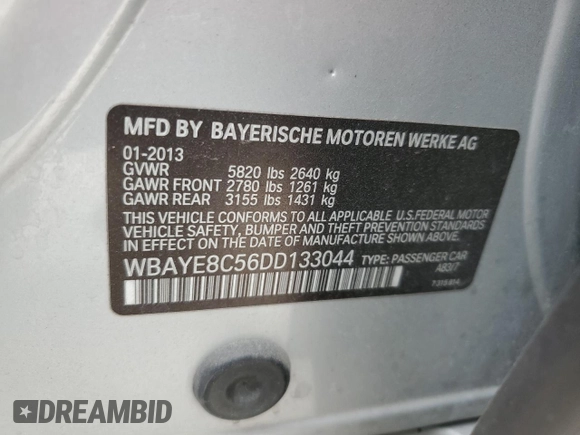 MFD BY BAYERISCHE MOTOREN WERKE AG
01-2013
GVWR 5820 lbs 2640 kg
GAWR FRONT 2780 lbs 1261 kg
GAWR REAR 3155 lbs 1431 kg
THIS VEHICLE CONFORMS TO ALL APPLICABLE U.S. FEDERAL MOTOR
VEHICLE SAFETY, BUMPER AND THEFT PREVENTION STANDARDS
IN EFFECT ON THE DATE OF MANUFACTURE SHOWN ABOVE.
WBAYE8C56DD133044 TYPE: PASSENGER CAR
A83/7
DREAMBID